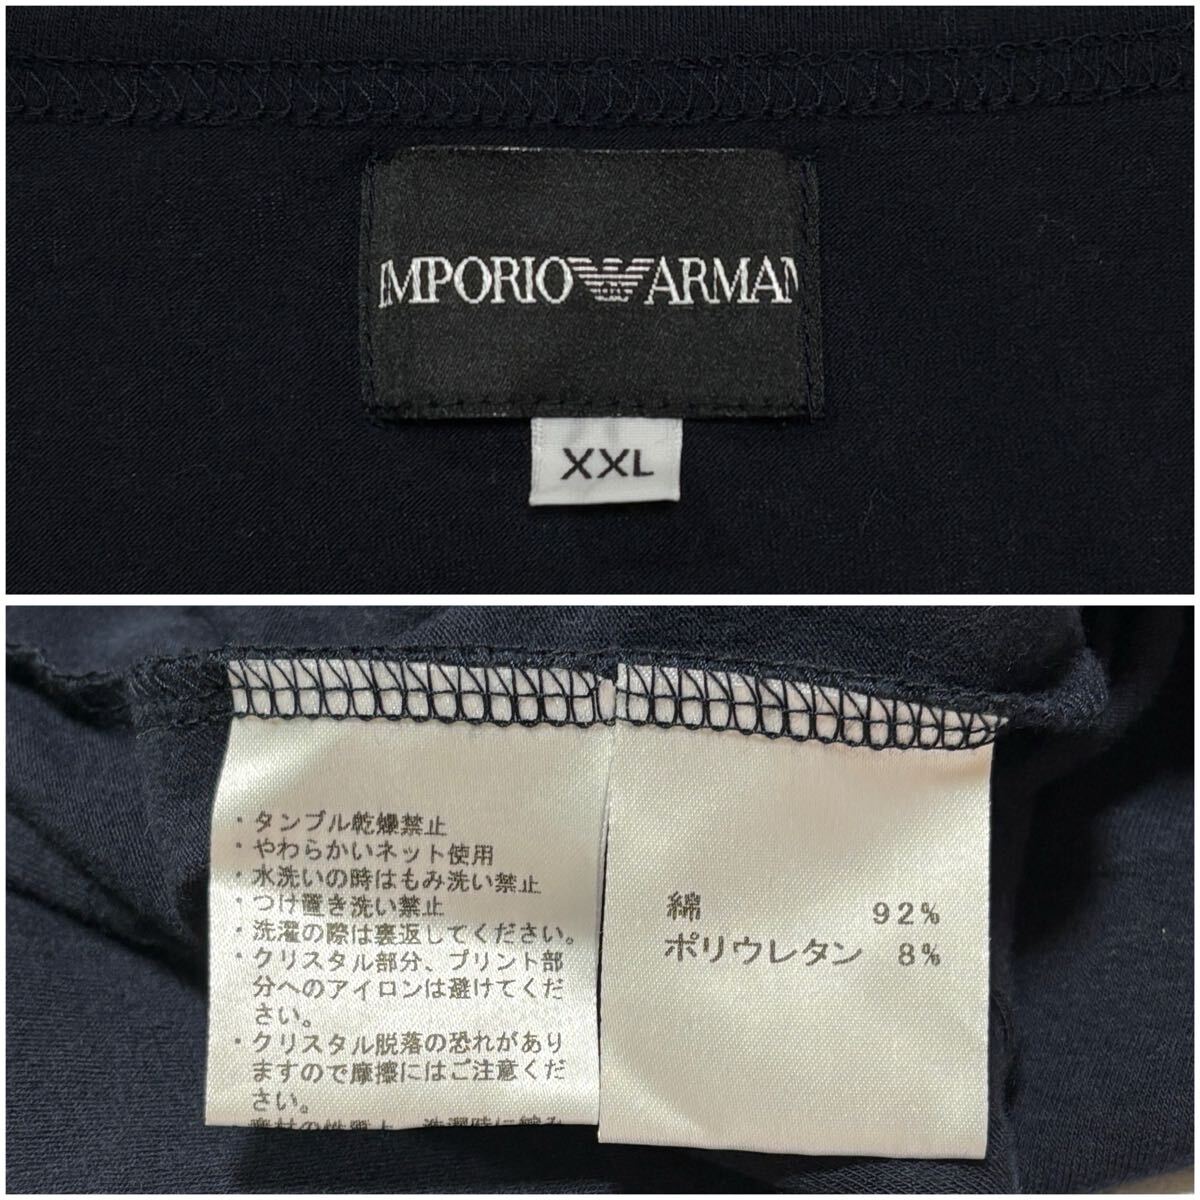 EMPORIO ARMAN
XXL
・タンブル乾燥禁止
・やわらかいネット使用
・水洗いの時はもみ洗い禁止
・つけ置き洗い禁止
・洗濯の際は裏返してください。
・クリスタル部分、プリント部
分へのアイロンは避けてくだ
さい。
・クリスタル脱落の恐れがあり
ますので摩擦にはご注意くだ
さい。
綿 92%
ポリウレタン 8%